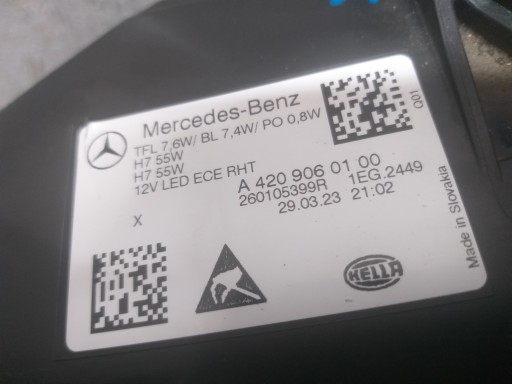 Mercedes-Benz
TFL 7,6W/ BL 7,4W/ PO 0,8W
H7 55W
H7 55W
12V LED ECE RHT
A 420 906 01 00
260105399R 1EG.2449
29.03.23 21:02
X
Q01
HELLA
Made in Slovakia